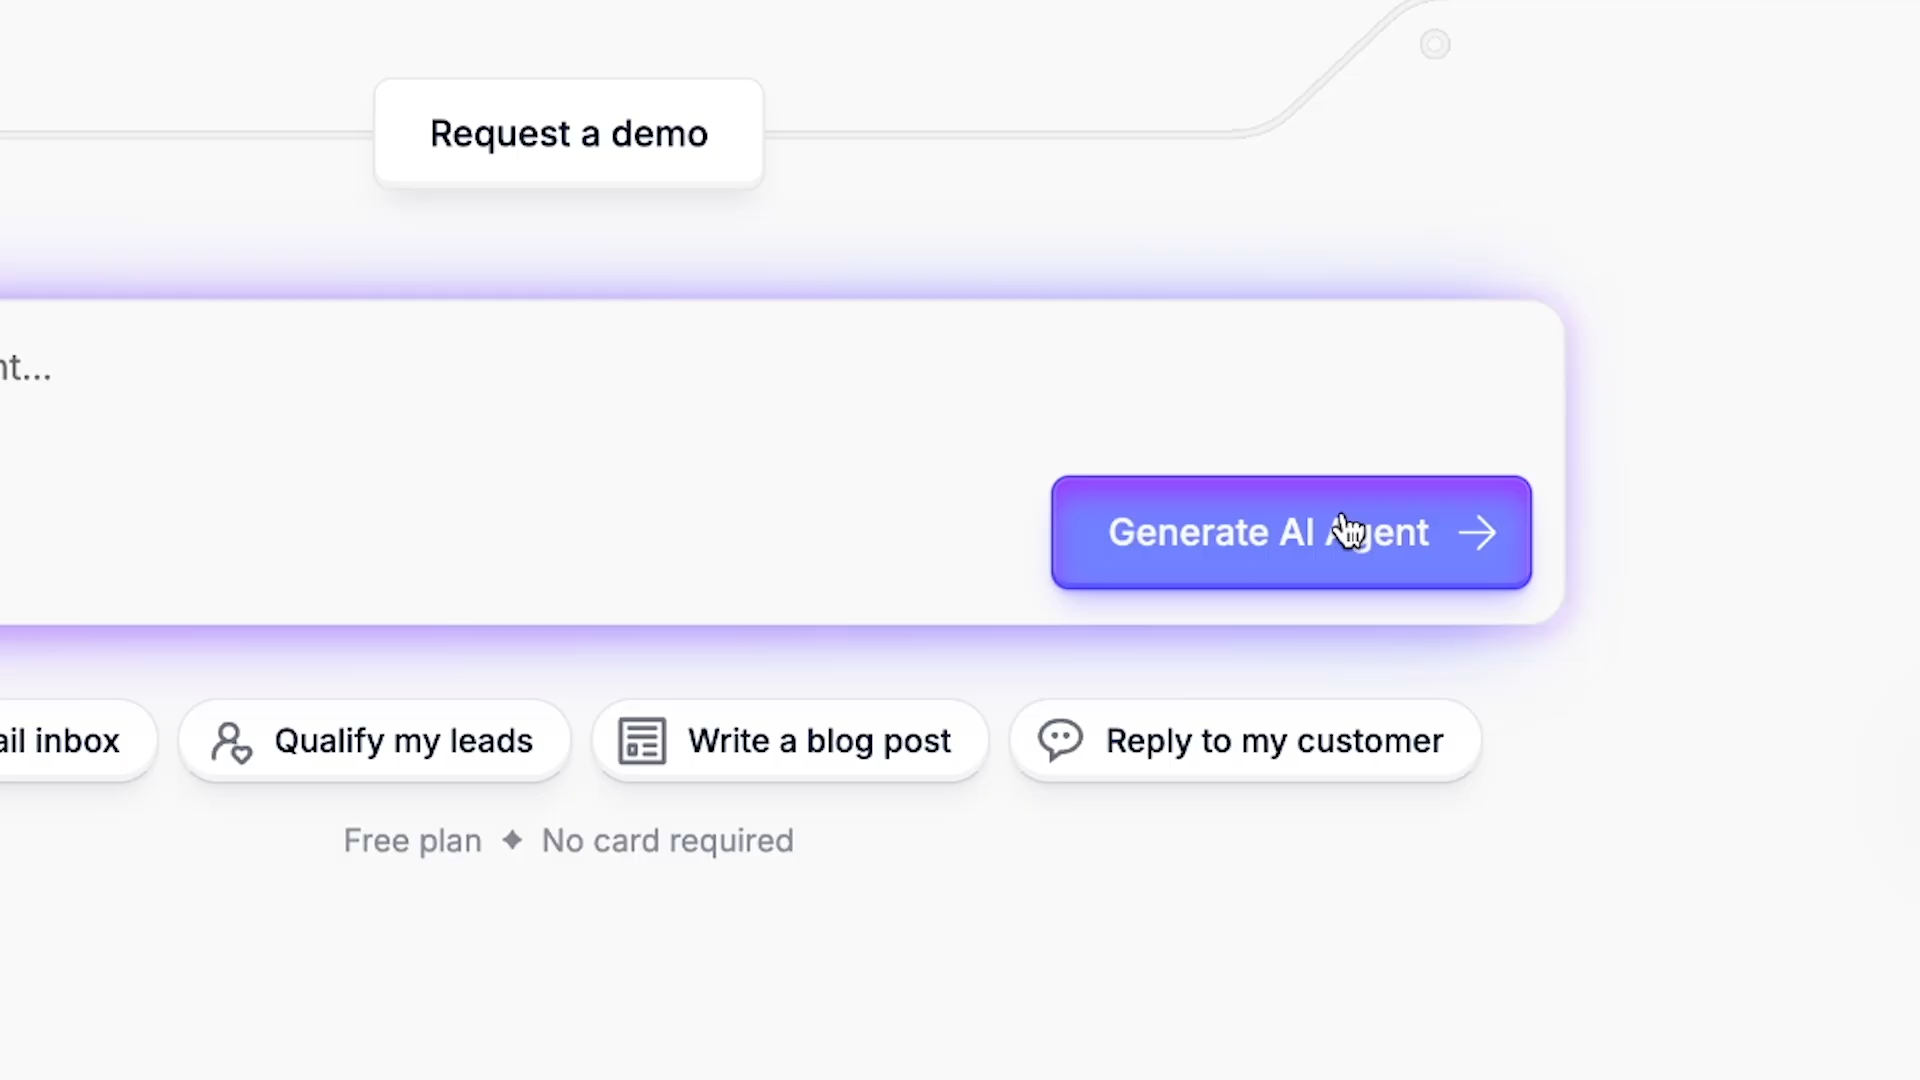 Request a demo
nt...
Generate AI Agent
ail inbox
Qualify my leads
Write a blog post
Reply to my customer
Free plan ✦ No card required